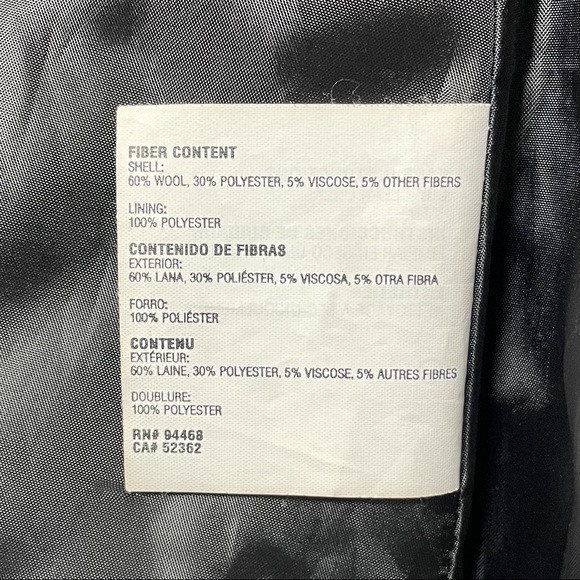 FIBER CONTENT
SHELL:
60% WOOL, 30% POLYESTER, 5% VISCOSE, 5% OTHER FIBERS
LINING:
100% POLYESTER
CONTENIDO DE FIBRAS
EXTERIOR:
60% LANA, 30% POLIÉSTER, 5% VISCOSA, 5% OTRA FIBRA
FORRO:
100% POLIÉSTER
CONTENU
EXTÉRIEUR:
60% LAINE, 30% POLYESTER, 5% VISCOSE, 5% AUTRES FIBRES
DOUBLURE:
100% POLYESTER
RN# 94468
CA# 52362